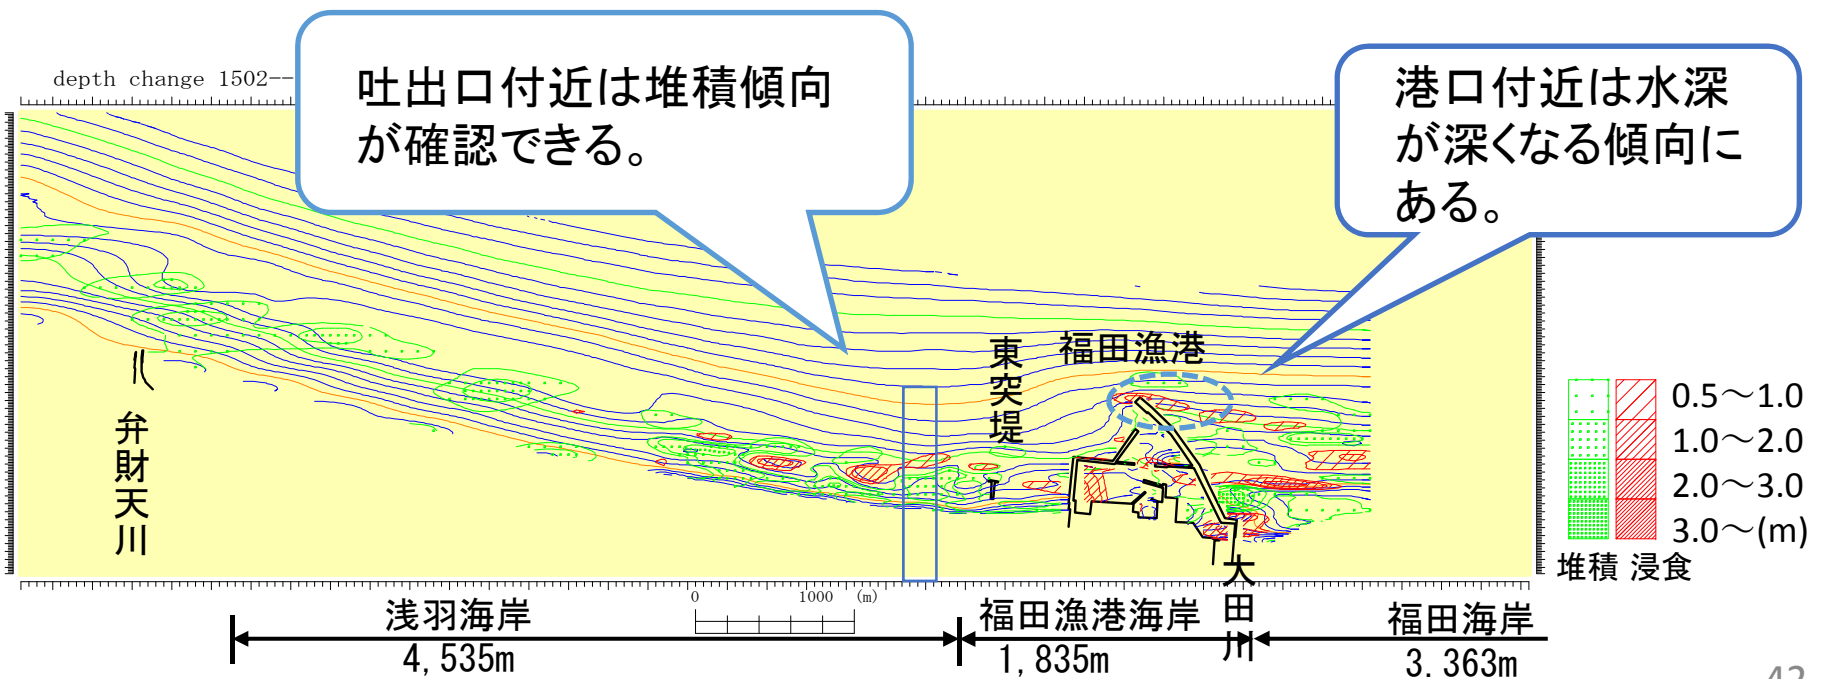 depth change 1502--
吐出口付近は堆積傾向
が確認できる。
港口付近は水深
が深くなる傾向に
ある。
東突堤
福田漁港
弁財天川
大田川
0.5～1.0
1.0～2.0
2.0～3.0
3.0～(m)
堆積 浸食
0 1000 (m)
浅羽海岸
4,535m
福田漁港海岸
1,835m
福田海岸
3,363m
42